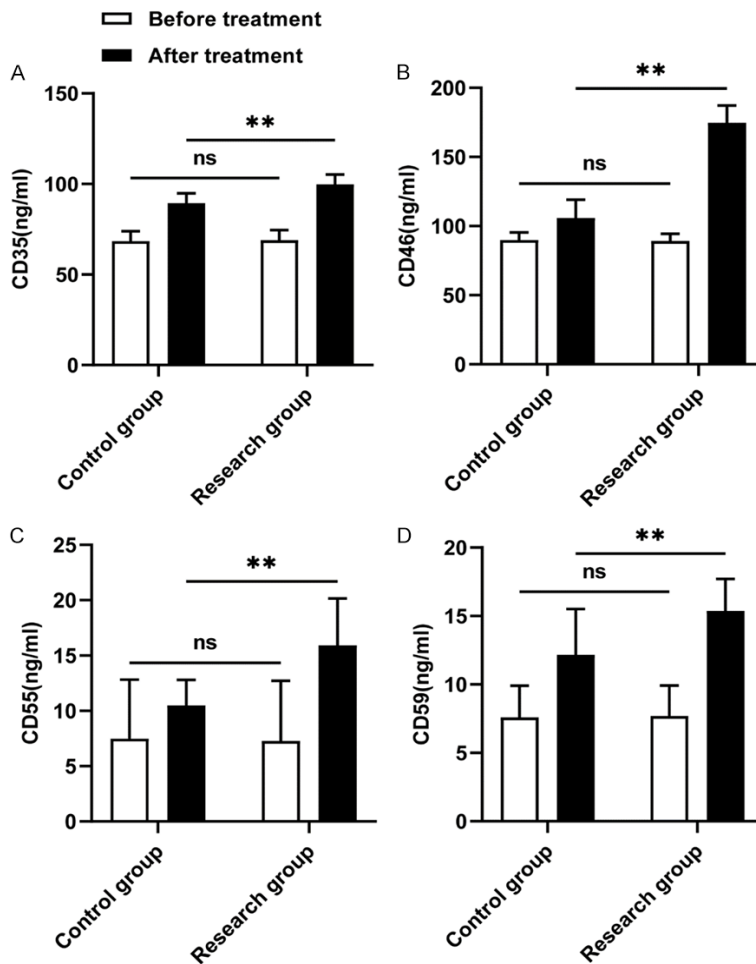 Before treatment
After treatment
A
CD35(ng/ml)
150
100
50
0
ns
**
Control group
Research group
B
CD46(ng/ml)
200
150
100
50
0
ns
**
Control group
Research group
C
CD55(ng/ml)
25
20
15
10
5
0
ns
**
Control group
Research group
D
CD59(ng/ml)
20
15
10
5
0
ns
**
Control group
Research group